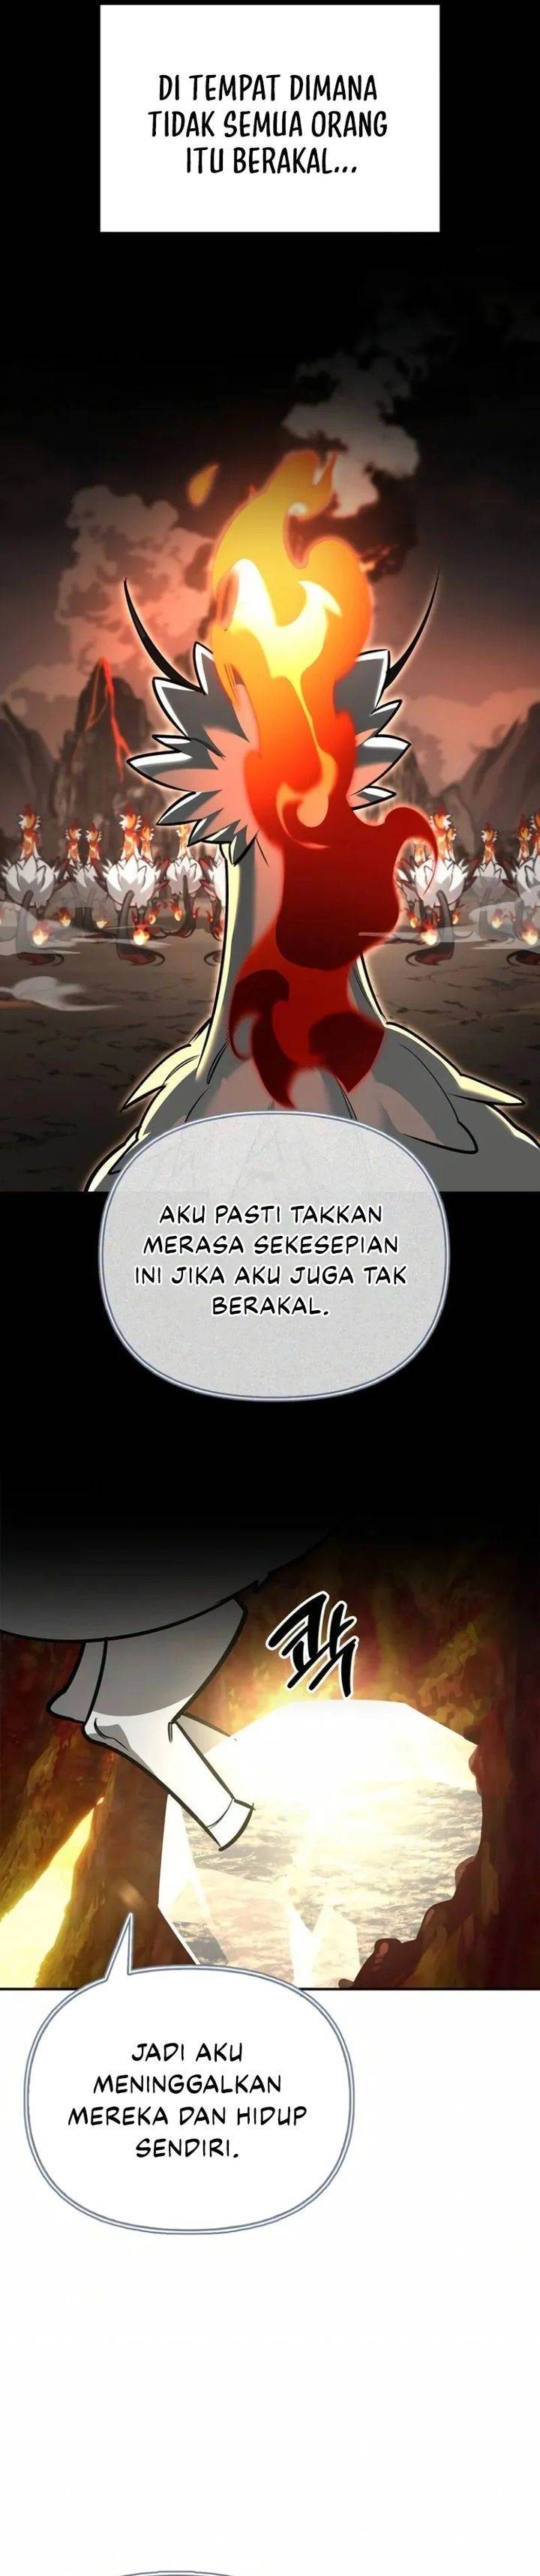 DI TEMPAT DIMANA
TIDAK SEMUA ORANG
ITU BERAKAL...
AKU PASTI TAKKAN
MERASA SEKESEPIAN
INI JIKA AKU JUGA TAK
BERAKAL.
콱
JADI AKU
MENINGGALKAN
MEREKA DAN HIDUP
SENDIRI.